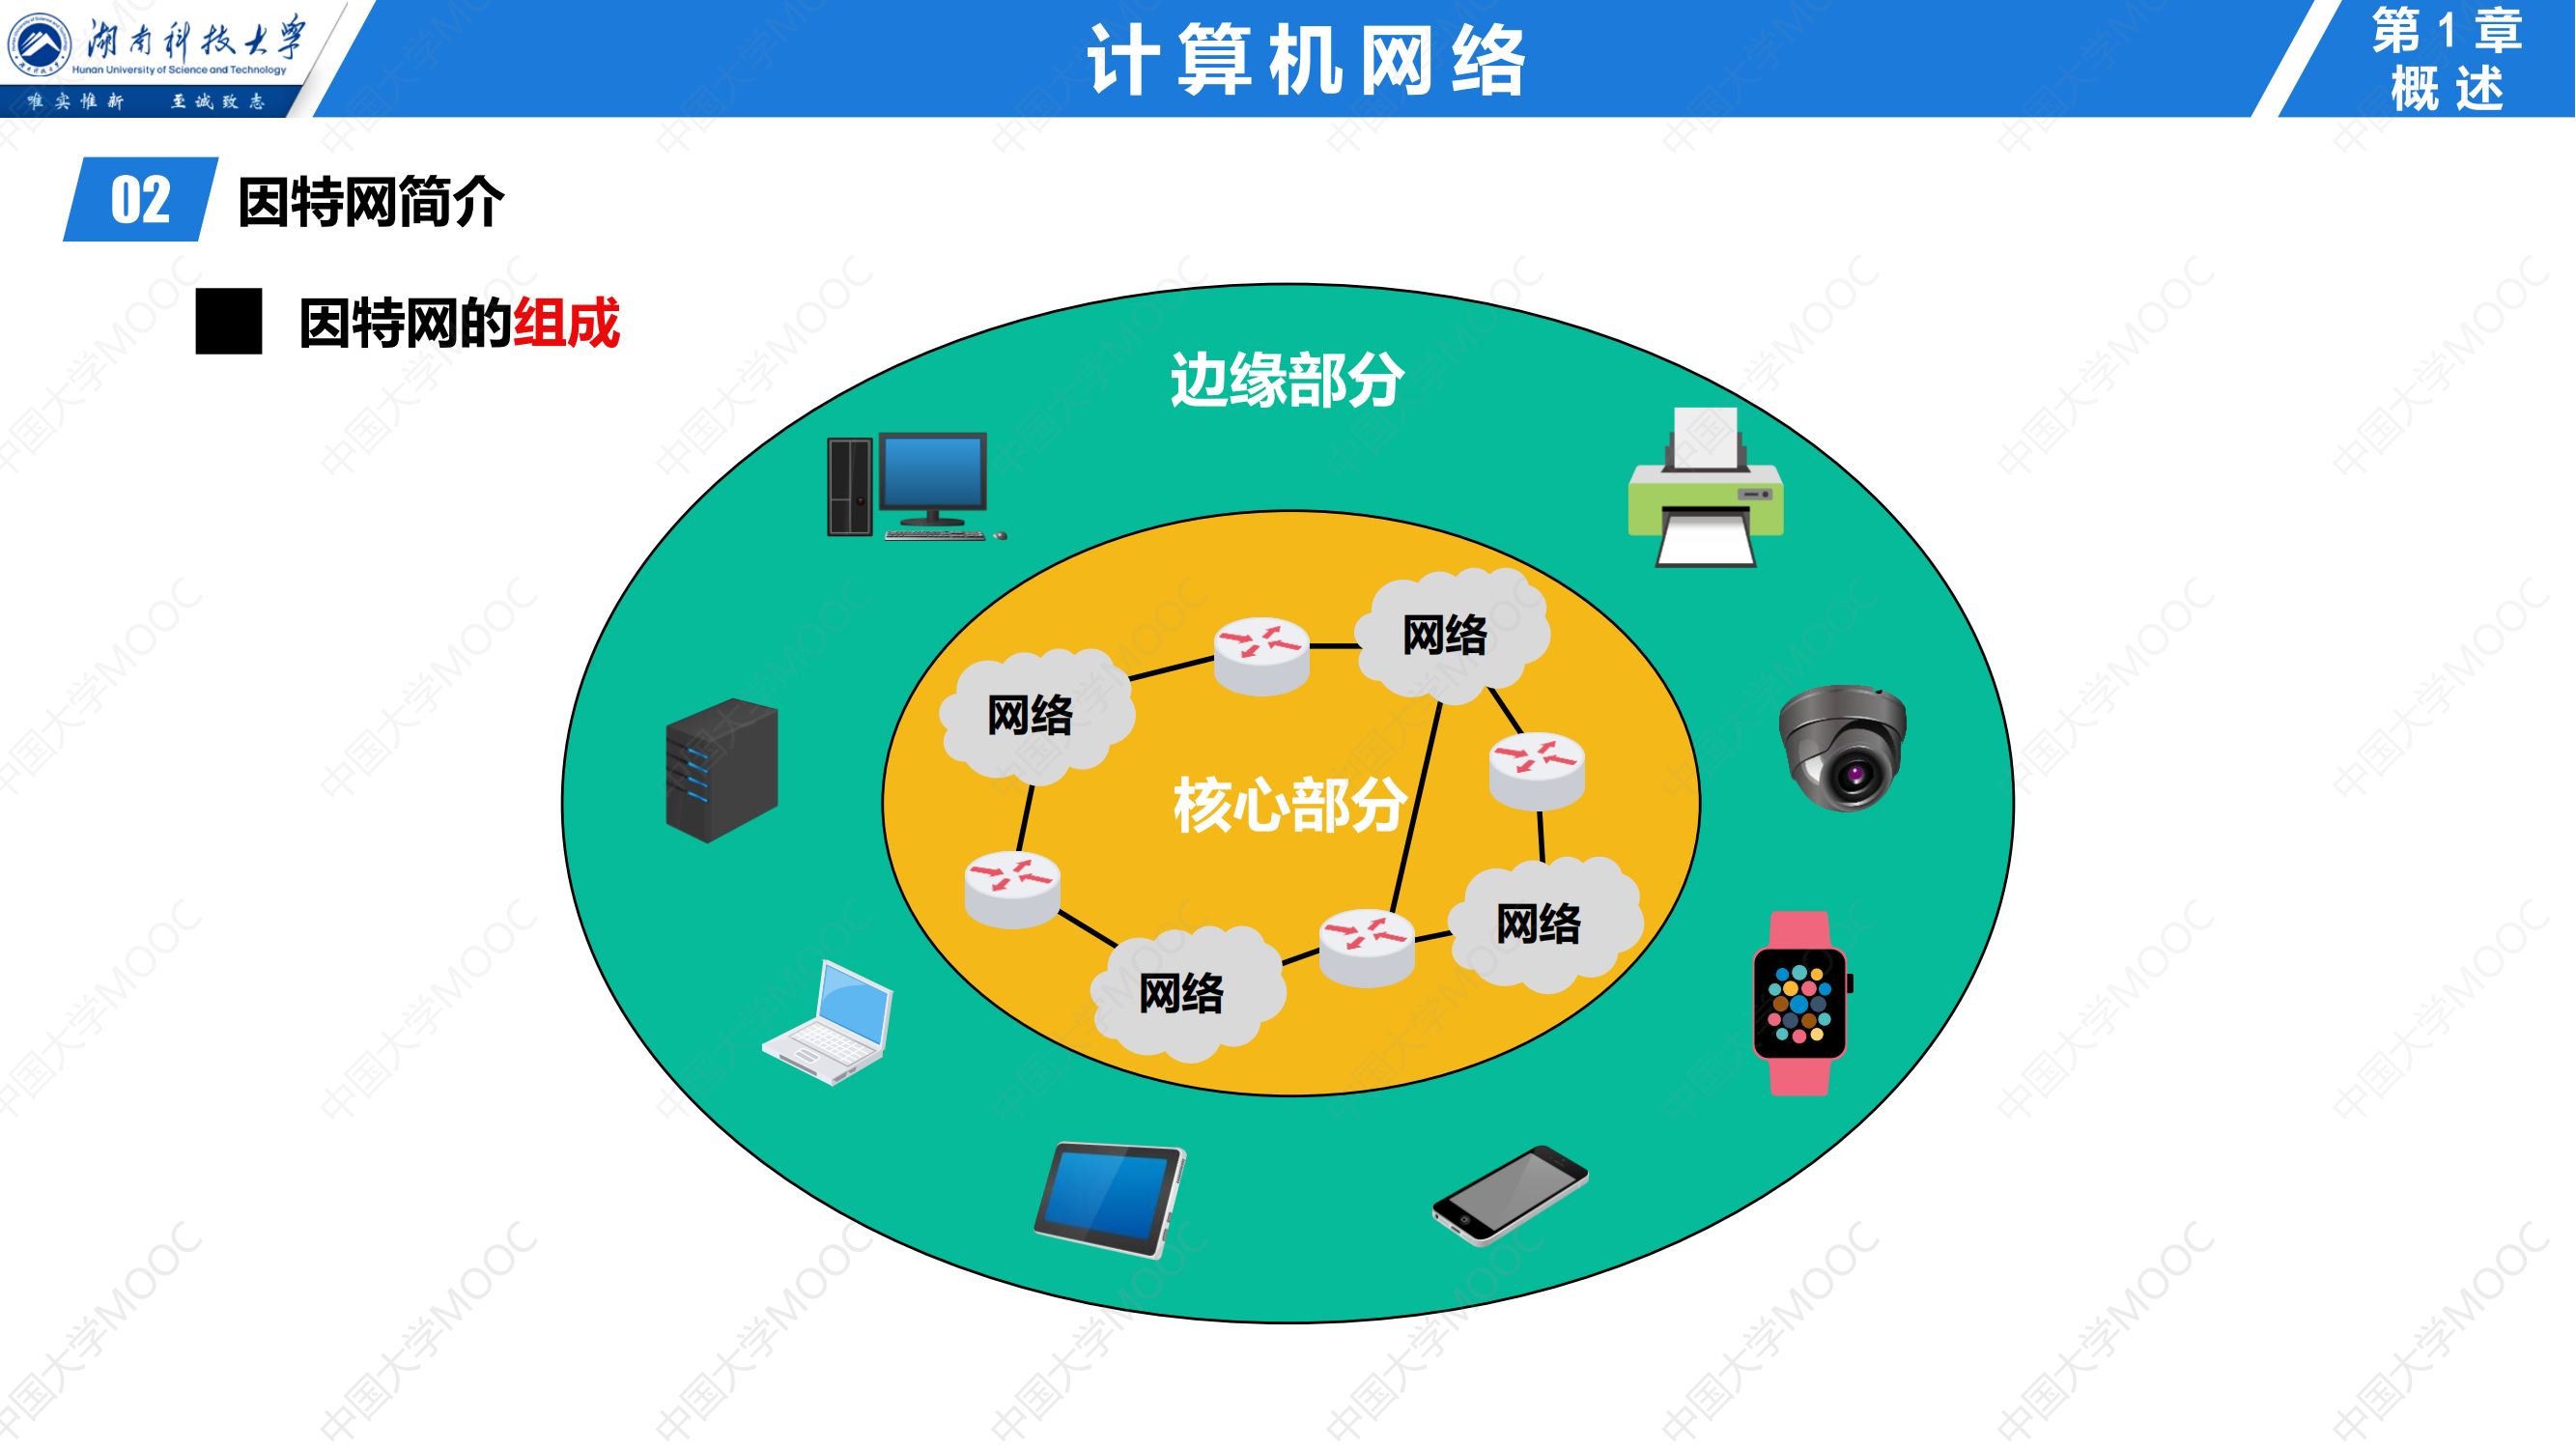 湖南科技大学
Hunan University of Science and Technology
唯实惟新 至诚致志
计算机网络
第1章
概述
02 因特网简介
因特网的组成
边缘部分
网络
网络
核心部分
网络
网络
中国大学MOOC